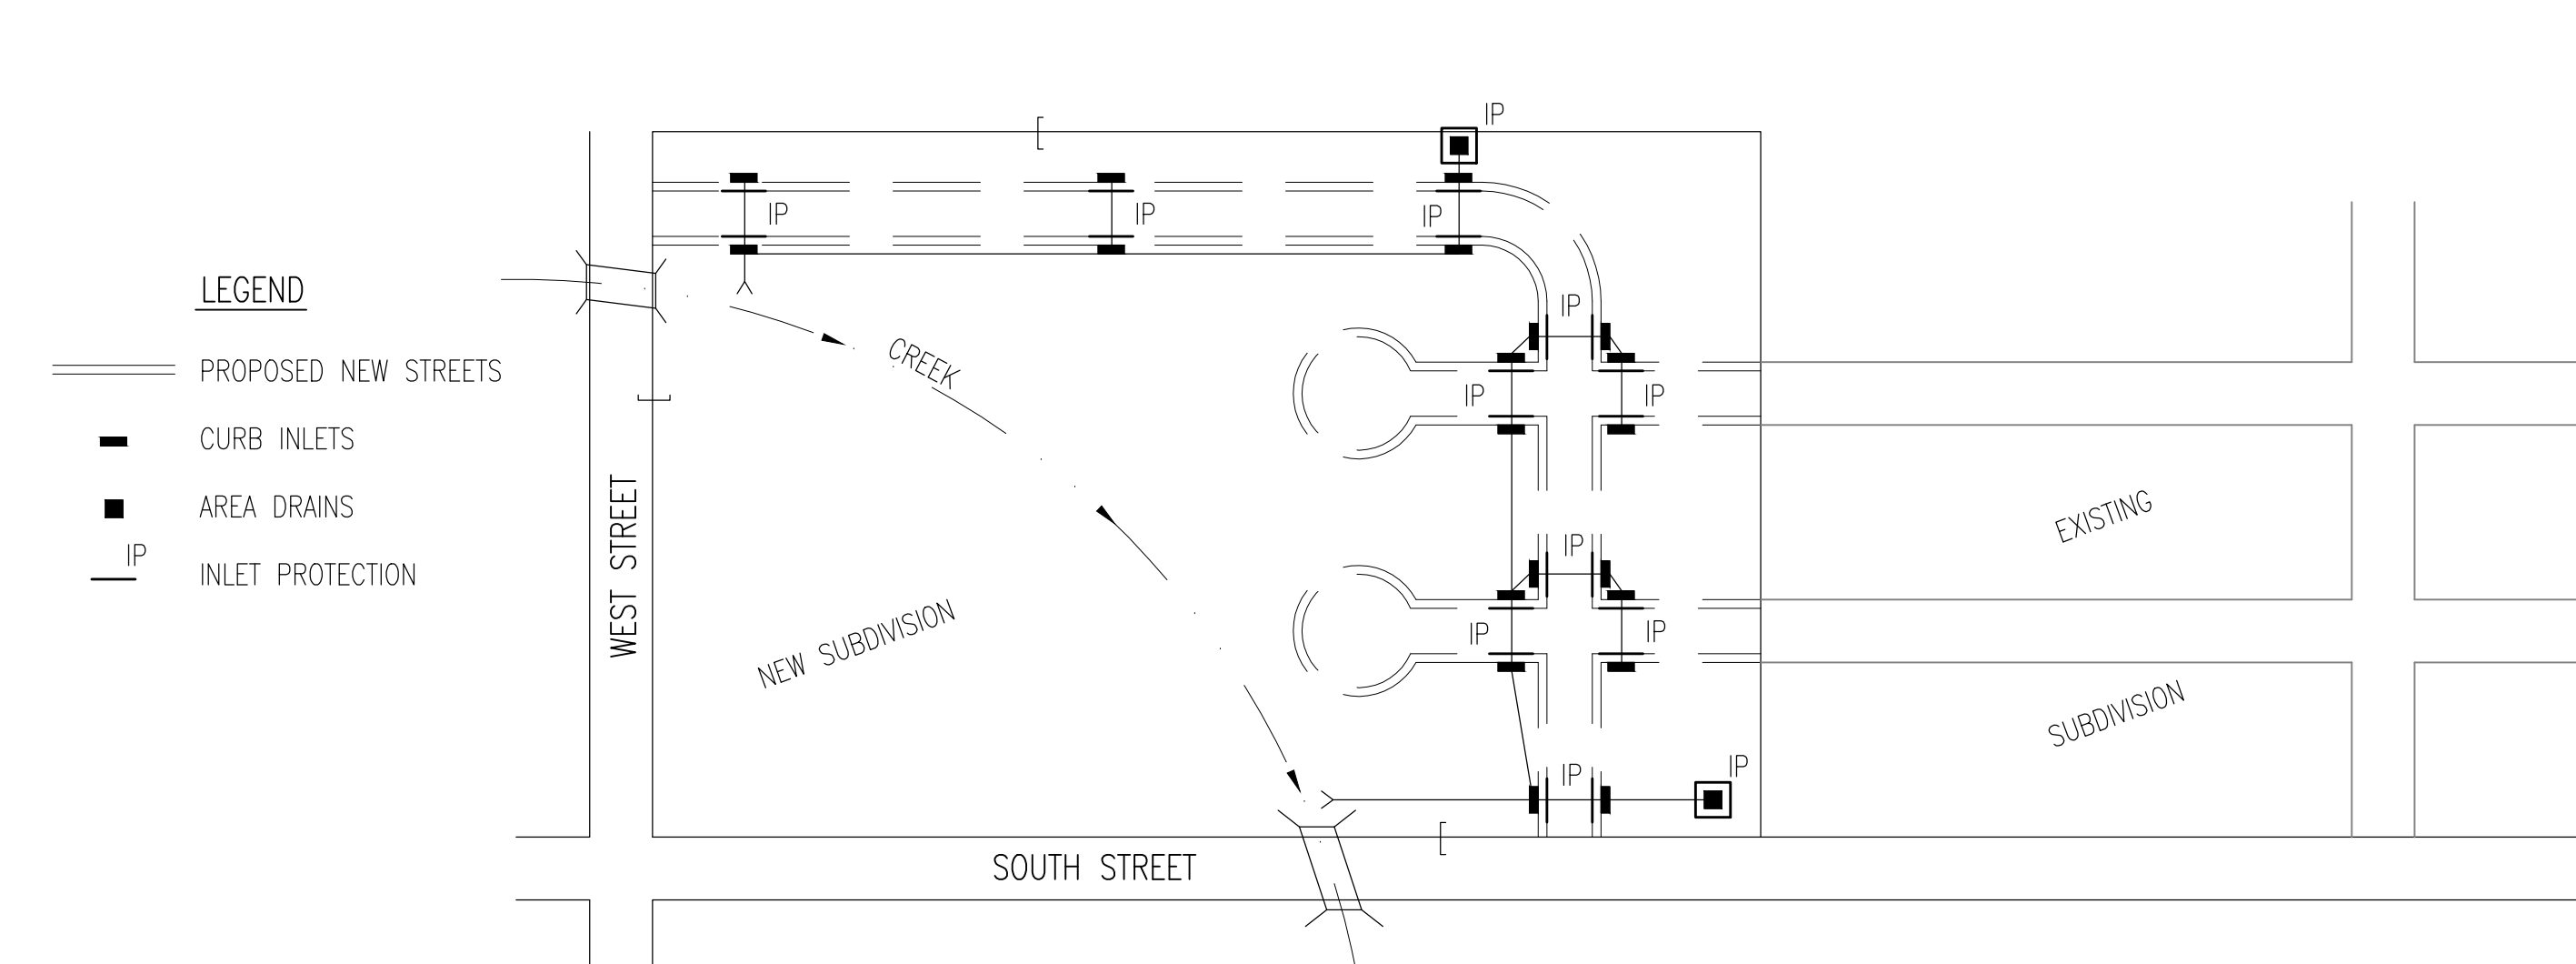 LEGEND
PROPOSED NEW STREETS
CURB INLETS
AREA DRAINS
IP
INLET PROTECTION
WEST STREET
IP
IP
IP
IP
CREEK
IP
IP
IP
IP
IP
IP
IP
IP
NEW SUBDIVISION
SOUTH STREET
EXISTING
SUBDIVISION